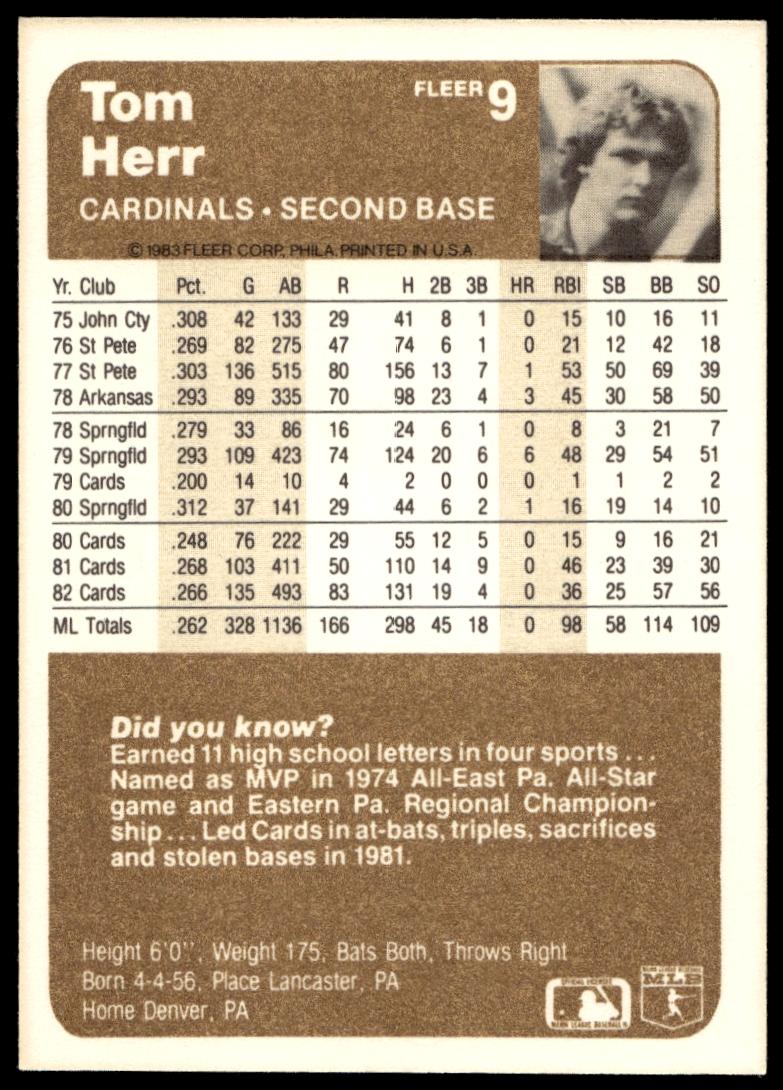 Tom
Herr
FLEER 9
CARDINALS • SECOND BASE
© 1983 FLEER CORP., PHILA. PRINTED IN U.S.A.
Yr. Club Pct. G AB R H 2B 3B HR RBI SB BB SO
75 John Cty .308 42 133 29 41 8 1 0 15 10 16 11
76 St Pete .269 82 275 47 74 6 1 0 21 12 42 18
77 St Pete .303 136 515 80 156 13 7 1 53 50 69 39
78 Arkansas .293 89 335 70 98 23 4 3 45 30 58 50
78 Sprngfld .279 33 86 16 24 6 1 0 8 3 21 7
79 Sprngfld 293 109 423 74 124 20 6 6 48 29 54 51
79 Cards .200 14 10 4 2 0 0 0 1 1 2 2
80 Sprngfld .312 37 141 29 44 6 2 1 16 19 14 10
80 Cards .248 76 222 29 55 12 5 0 15 9 16 21
81 Cards .268 103 411 50 110 14 9 0 46 23 39 30
82 Cards .266 135 493 83 131 19 4 0 36 25 57 56
ML Totals .262 328 1136 166 298 45 18 0 98 58 114 109
Did you know?
Earned 11 high school letters in four sports ...
Named as MVP in 1974 All-East Pa. All-Star
game and Eastern Pa. Regional Champion-
ship ... Led Cards in at-bats, triples, sacrifices
and stolen bases in 1981.
Height 6'0'', Weight 175, Bats Both, Throws Right
Born 4-4-56, Place Lancaster, PA
Home Denver, PA
OFFICIAL LICENSEE
MAJOR LEAGUE BASEBALL